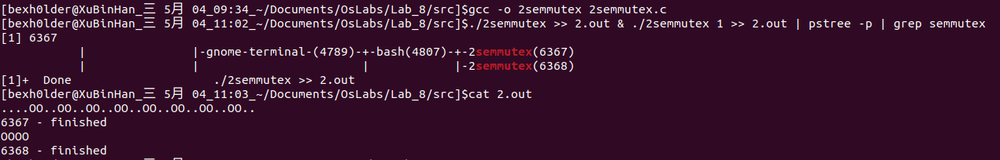 [bexh0lder@XuBinHan_三 5月 04_09:34_~/Documents/OsLabs/Lab_8/src]$gcc -o 2semmutex 2semmutex.c
[bexh0lder@XuBinHan_三 5月 04_11:02_~/Documents/OsLabs/Lab_8/src]$./2semmutex >> 2.out & ./2semmutex 1 >> 2.out | pstree -p | grep semmutex
[1] 6367
            |                 |-gnome-terminal-(4789)-+-bash(4807)-+-2semmutex(6367)
            |                 |                       |            |-2semmutex(6368)
[1]+  Done                    ./2semmutex >> 2.out
[bexh0lder@XuBinHan_三 5月 04_11:03_~/Documents/OsLabs/Lab_8/src]$cat 2.out
....OO..OO..OO..OO..OO..OO..OO..OO..
6367 - finished
OOOO
6368 - finished